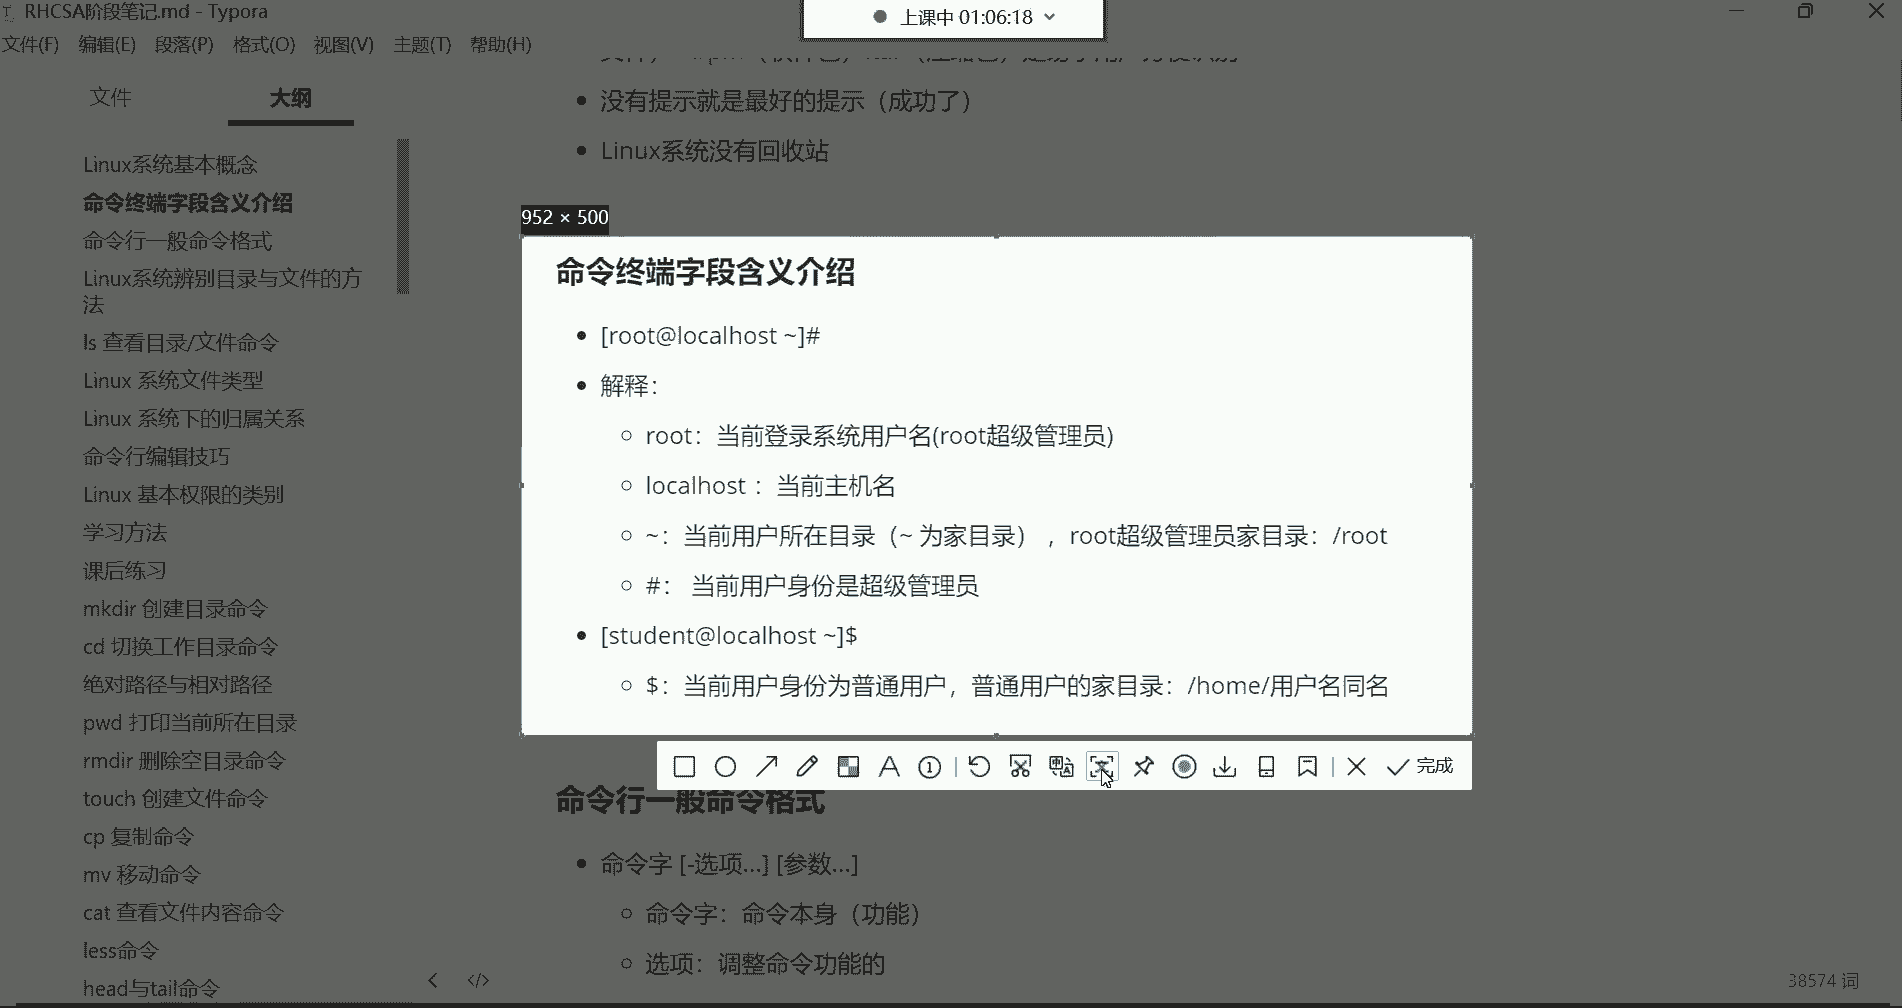 RHCSA阶段笔记.md - Typora
上课中 01:06:18
文件(F) 编辑(E) 段落(P) 格式(O) 视图(V) 主题(T) 帮助(H)
文件 大纲
Linux系统基本概念
命令终端字段含义介绍
命令行一般命令格式
Linux系统辨别目录与文件的方
法
ls 查看目录/文件命令
Linux 系统文件类型
Linux 系统下的归属关系
命令行编辑技巧
Linux 基本权限的类别
学习方法
课后练习
mkdir 创建目录命令
cd 切换工作目录命令
绝对路径与相对路径
pwd 打印当前所在目录
rmdir 删除空目录命令
touch 创建文件命令
cp 复制命令
mv 移动命令
cat 查看文件内容命令
less命令
head与tail命令
没有提示就是最好的提示（成功了）
Linux系统没有回收站
952 × 500
命令终端字段含义介绍
[root@localhost ~]#
解释：
root：当前登录系统用户名(root超级管理员)
localhost ：当前主机名
~：当前用户所在目录（~ 为家目录），root超级管理员家目录：/root
#： 当前用户身份是超级管理员
[student@localhost ~]$
$：当前用户身份为普通用户，普通用户的家目录：/home/用户名同名
完成
命令行一般命令格式
命令字 [-选项...] [参数...]
命令字：命令本身（功能）
选项：调整命令功能的
38574 词